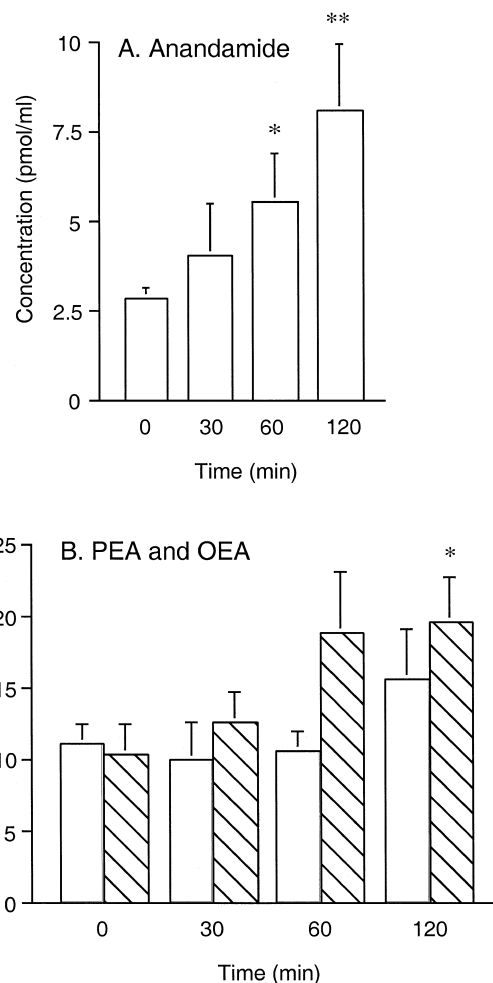 **
10
A. Anandamide
*
7.5
5
2.5
0
Concentration (pmol/ml)
0 30 60 120
Time (min)
25
B. PEA and OEA
*
20
15
10
5
0
0 30 60 120
Time (min)